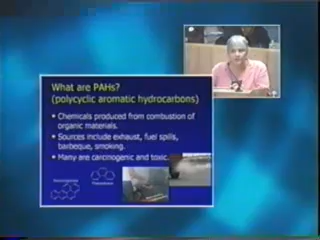 What are PAHs?
(polycyclic aromatic hydrocarbons)
• Chemicals produced from combustion of
organic materials.
• Sources include exhaust, fuel spills,
barbeque, smoking.
• Many are carcinogenic and toxic.